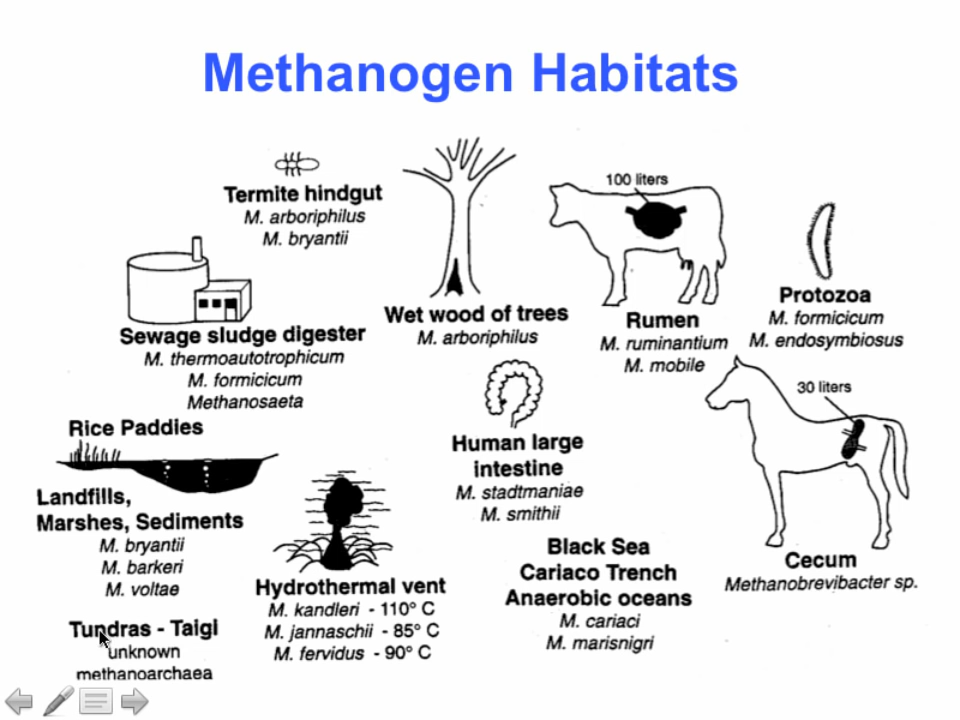 Methanogen Habitats
Termite hindgut
M. arboriphilus
M. bryantii
Wet wood of trees
M. arboriphilus
100 liters
Rumen
M. ruminantium
M. mobile
Protozoa
M. formicicum
M. endosymbiosus
Sewage sludge digester
M. thermoautotrophicum
M. formicicum
Methanosaeta
Rice Paddies
Landfills,
Marshes, Sediments
M. bryantii
M. barkeri
M. voltae
Tundras - Taigi
unknown
methanoarchaea
Hydrothermal vent
M. kandleri - 110° C
M. jannaschii - 85° C
M. fervidus - 90° C
Human large
intestine
M. stadtmaniae
M. smithii
Black Sea
Cariaco Trench
Anaerobic oceans
M. cariaci
M. marisnigri
30 liters
Cecum
Methanobrevibacter sp.